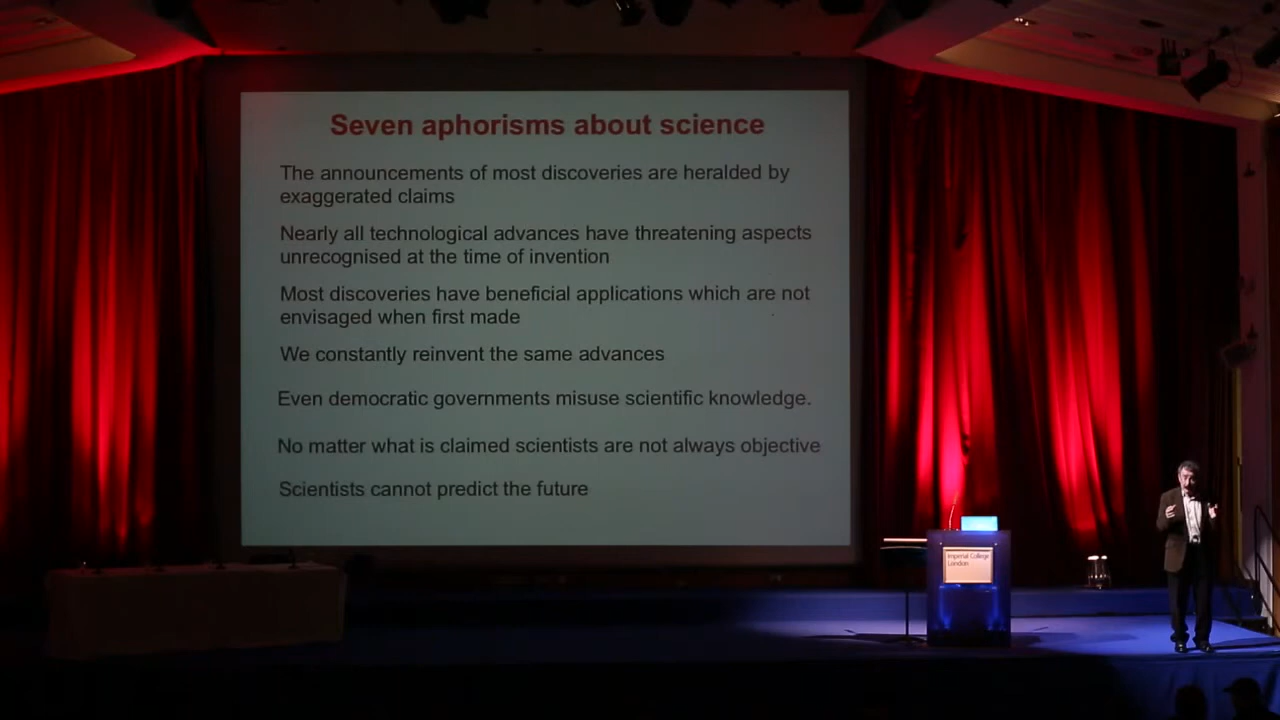 Seven aphorisms about science
The announcements of most discoveries are heralded by
exaggerated claims
Nearly all technological advances have threatening aspects
unrecognised at the time of invention
Most discoveries have beneficial applications which are not
envisaged when first made
We constantly reinvent the same advances
Even democratic governments misuse scientific knowledge.
No matter what is claimed scientists are not always objective
Scientists cannot predict the future
Imperial College
London